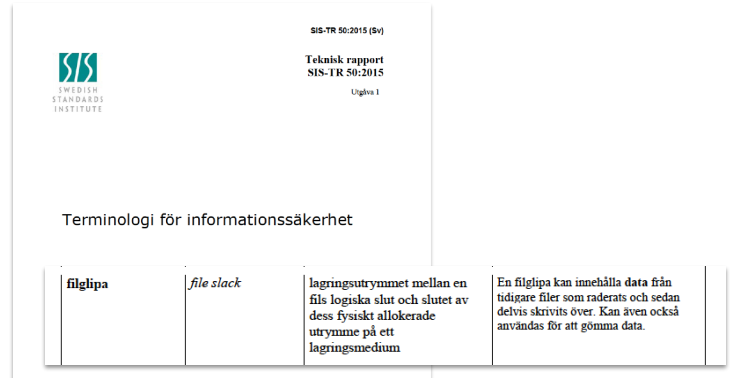 SIS-TR 50:2015 (Sv)
Teknisk rapport
SIS-TR 50:2015
Utgåva 1
SIS
SWEDISH
STANDARDS
INSTITUTE
Terminologi för informationssäkerhet
filglipa
file slack
lagringsutrymmet mellan en
fils logiska slut och slutet av
dess fysiskt allokerade
utrymme på ett
lagringsmedium
En filglipa kan innehålla data från
tidigare filer som raderats och sedan
delvis skrivits över. Kan även också
användas för att gömma data.